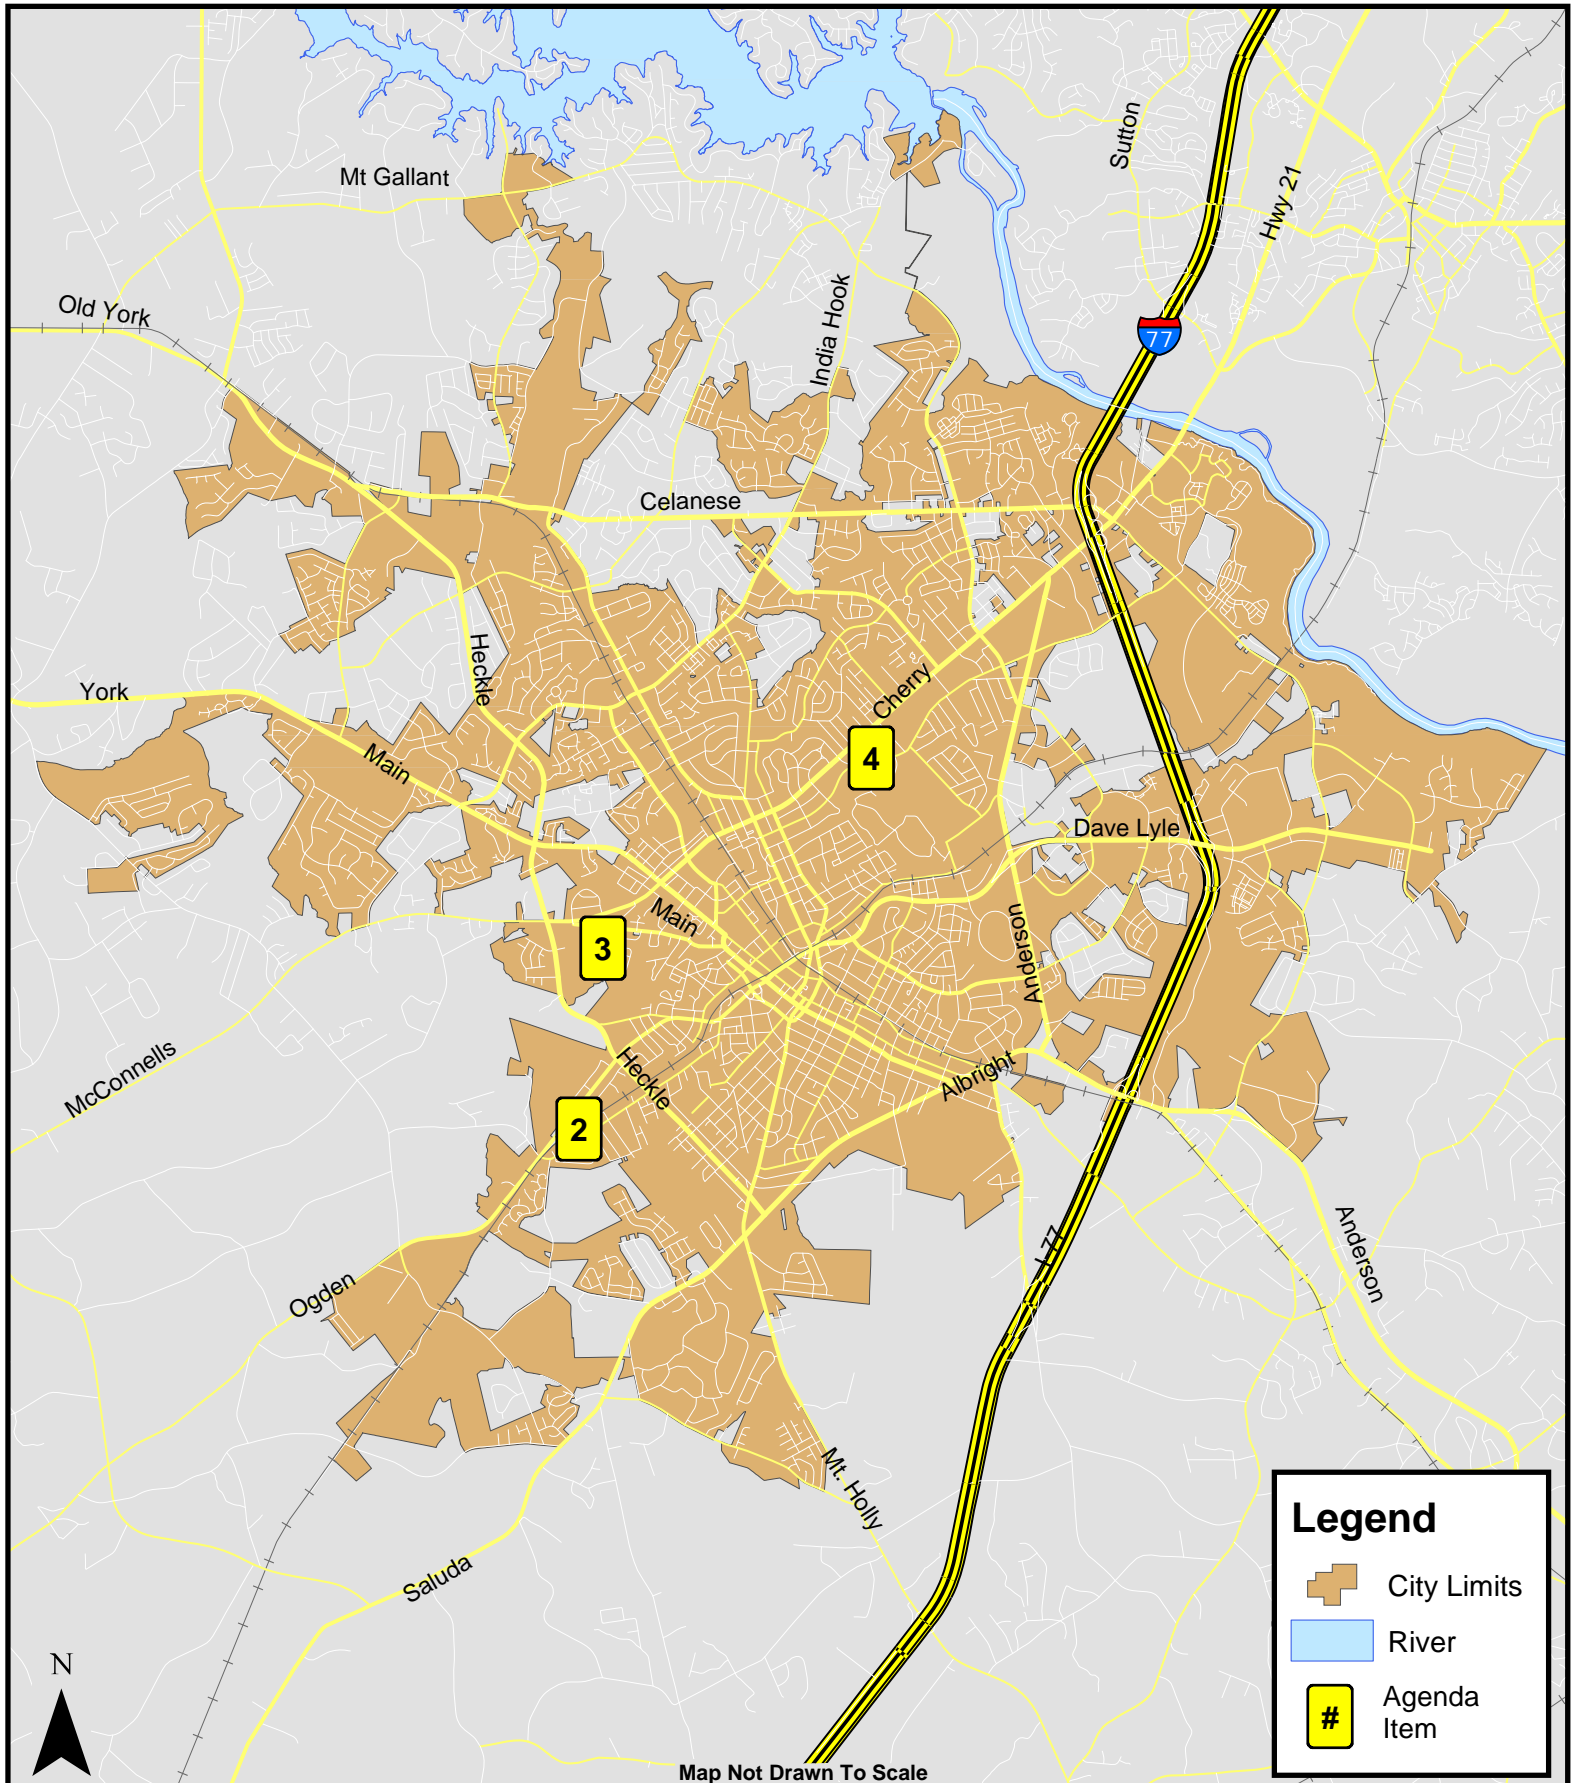 Sutton
Mt Gallant
Hwy 21
Old York
India Hook
77
Celanese
Heckle
York
Cherry
Main
4
Dave Lyle
Main
3
Anderson
McConnells
Heckle
Albright
2
I-77
Anderson
Ogden
Mt. Holly
Saluda
Legend
City Limits
River
#
Agenda
Item
N
Map Not Drawn To Scale